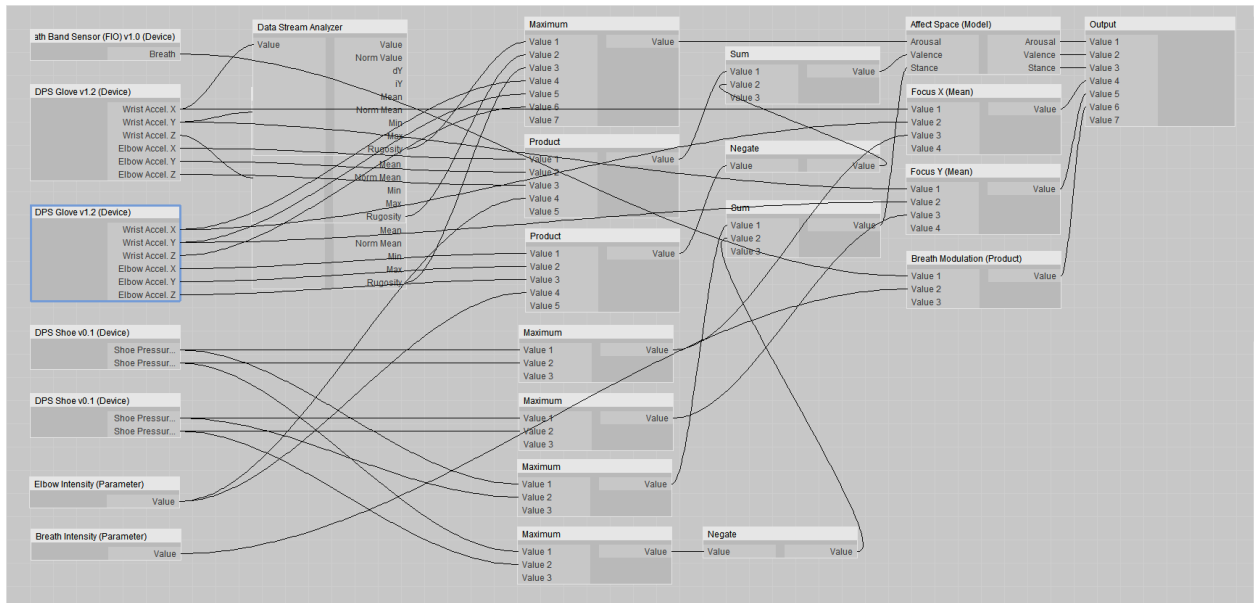 ath Band Sensor (FIO) v1.0 (Device)
Breath
DPS Glove v1.2 (Device)
Wrist Accel. X
Wrist Accel. Y
Wrist Accel. Z
Elbow Accel. X
Elbow Accel. Y
Elbow Accel. Z
DPS Glove v1.2 (Device)
Wrist Accel. X
Wrist Accel. Y
Wrist Accel. Z
Elbow Accel. X
Elbow Accel. Y
Elbow Accel. Z
DPS Shoe v0.1 (Device)
Shoe Pressur...
Shoe Pressur...
DPS Shoe v0.1 (Device)
Shoe Pressur...
Shoe Pressur...
Elbow Intensity (Parameter)
Value
Breath Intensity (Parameter)
Value
Data Stream Analyzer
Value Value
Norm Value
dY
iY
Mean
Norm Mean
Min
Max
Rugosity
Mean
Norm Mean
Min
Max
Rugosity
Mean
Norm Mean
Min
Max
Rugosity
Maximum
Value 1 Value
Value 2
Value 3
Value 4
Value 5
Value 6
Value 7
Product
Value 1 Value
Value 2
Value 3
Value 4
Value 5
Product
Value 1 Value
Value 2
Value 3
Value 4
Value 5
Maximum
Value 1 Value
Value 2
Value 3
Maximum
Value 1 Value
Value 2
Value 3
Maximum
Value 1 Value
Value 2
Value 3
Maximum
Value 1 Value
Value 2
Value 3
Sum
Value 1 Value
Value 2
Value 3
Negate
Value Value
Sum
Value 1 Value
Value 2
Value 3
Negate
Value Value
Affect Space (Model)
Arousal Arousal
Valence Valence
Stance Stance
Focus X (Mean)
Value 1 Value
Value 2
Value 3
Value 4
Focus Y (Mean)
Value 1 Value
Value 2
Value 3
Value 4
Breath Modulation (Product)
Value 1 Value
Value 2
Value 3
Output
Value 1
Value 2
Value 3
Value 4
Value 5
Value 6
Value 7